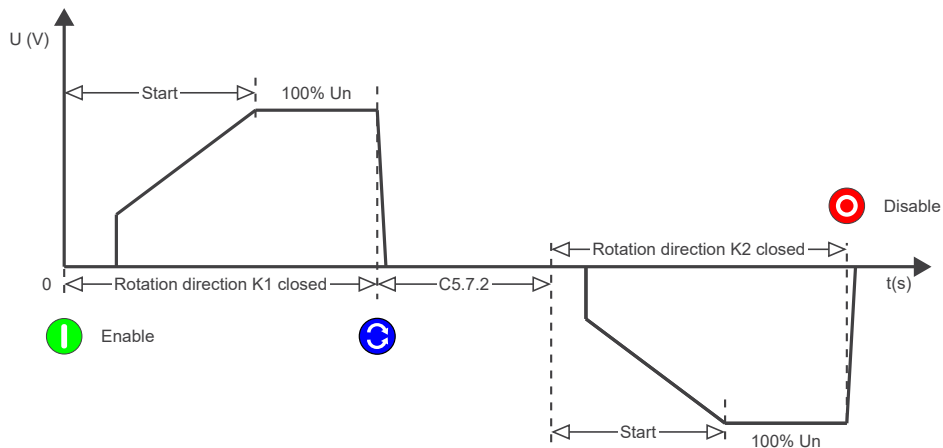 U (V)
Start
100% Un
Disable
Rotation direction K2 closed
0
Rotation direction K1 closed
C5.7.2
t(s)
Enable
Start
100% Un